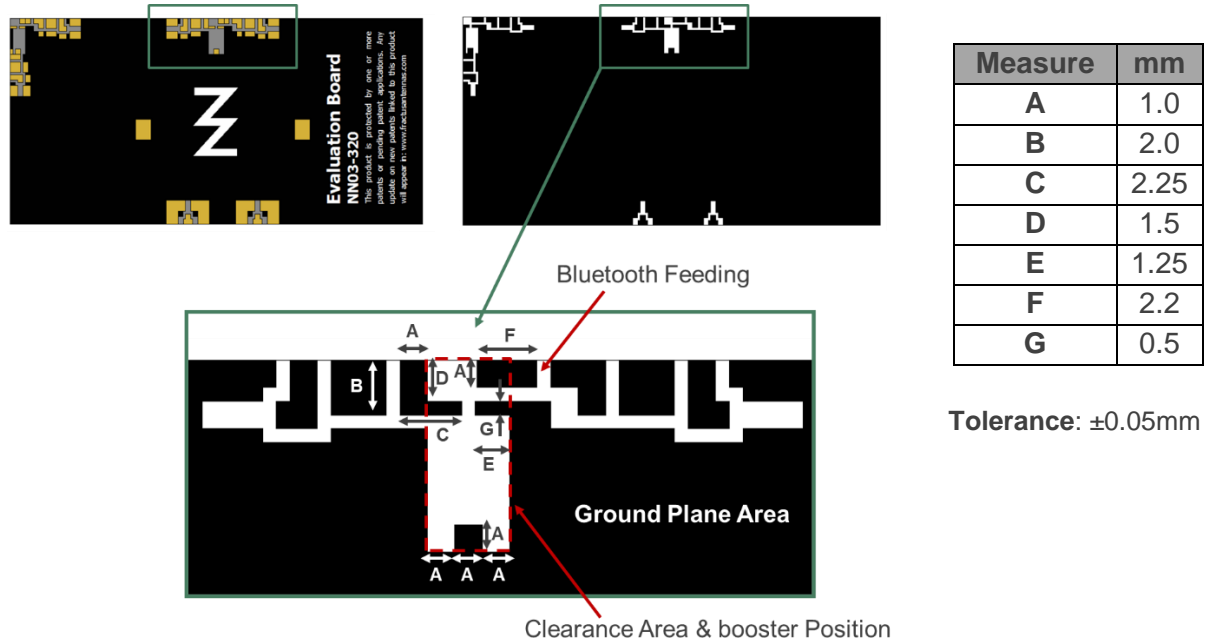 Evaluation Board
NN03-320
This product is protected by one or more
patents or pending patent applications. Any
update on new patents linked to this product
will appear in: www.fractusantennas.com
Measure mm
A 1.0
B 2.0
C 2.25
D 1.5
E 1.25
F 2.2
G 0.5
Tolerance: ±0.05mm
Bluetooth Feeding
A
F
B
D
A
C
G
E
Ground Plane Area
A
A
A
A
Clearance Area & booster Position